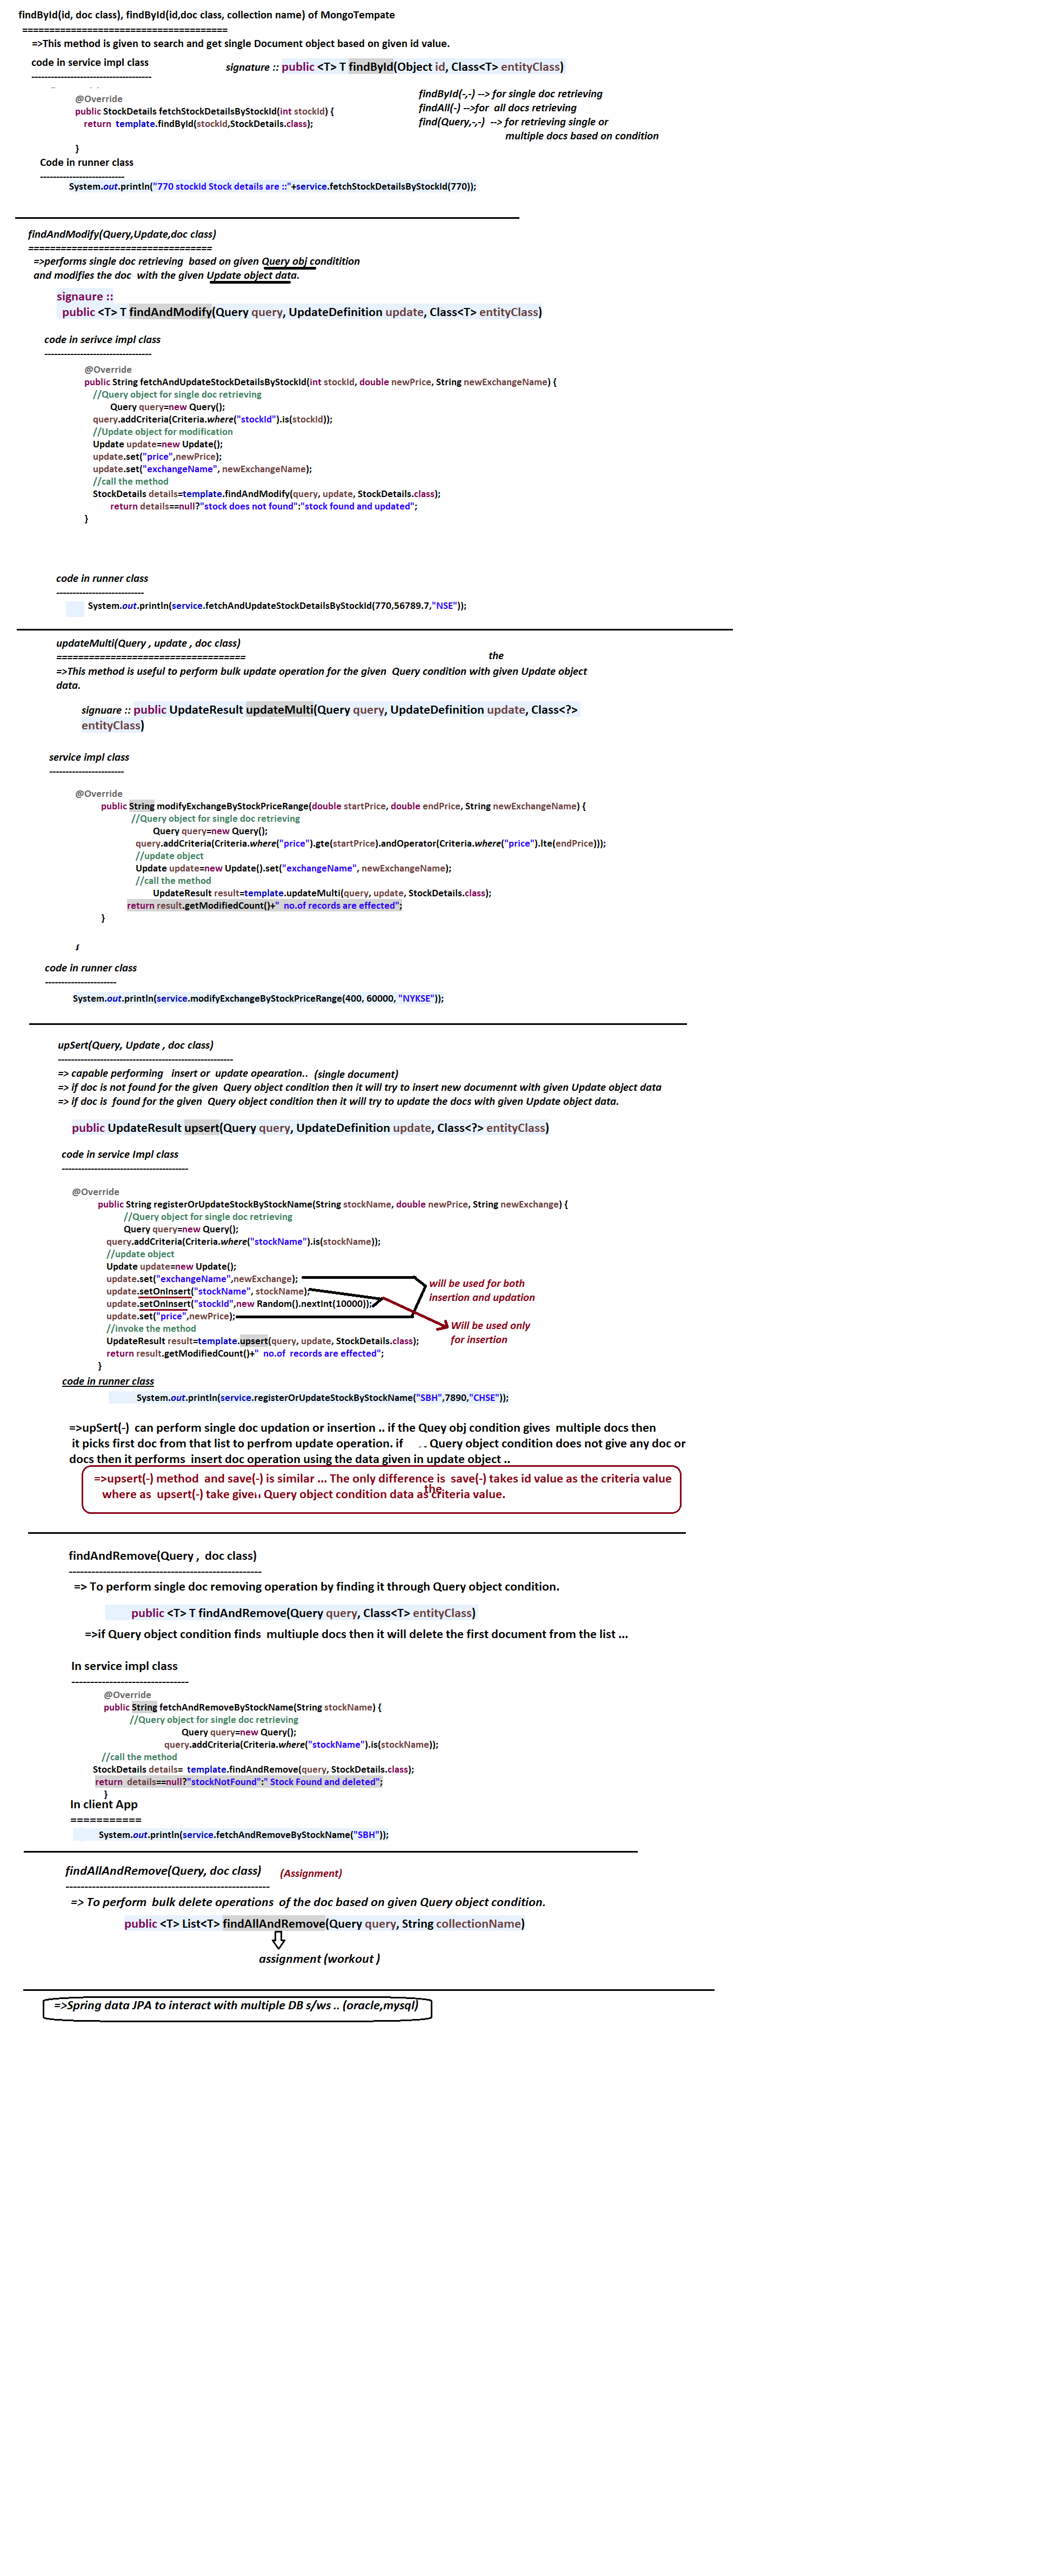 findById(id, doc class), findById(id,doc class, collection name) of MongoTempate
=====================================
=>This method is given to search and get single Document object based on given id value.
code in service impl class
-------------------------------------
signature :: public <T> T findById(Object id, Class<T> entityClass)
@Override
public StockDetails fetchStockDetailsByStockId(int stockId) {
return template.findById(stockId,StockDetails.class);
}
findById(-,-) --> for single doc retrieving
findAll(-) -->for all docs retrieving
find(Query,-,-) --> for retrieving single or
multiple docs based on condition
Code in runner class
--------------------------
System.out.println("770 stockId Stock details are ::"+service.fetchStockDetailsByStockId(770));
findAndModify(Query,Update,doc class)
=================================
=>performs single doc retrieving based on given Query obj conditition
and modifies the doc with the given Update object data.
signaure ::
public <T> T findAndModify(Query query, UpdateDefinition update, Class<T> entityClass)
code in serivce impl class
---------------------------------
@Override
public String fetchAndUpdateStockDetailsByStockId(int stockId, double newPrice, String newExchangeName) {
//Query object for single doc retrieving
Query query=new Query();
query.addCriteria(Criteria.where("stockId").is(stockId));
//Update object for modification
Update update=new Update();
update.set("price",newPrice);
update.set("exchangeName", newExchangeName);
//call the method
StockDetails details=template.findAndModify(query, update, StockDetails.class);
return details==null?"stock does not found":"stock found and updated";
}
code in runner class
---------------------------
System.out.println(service.fetchAndUpdateStockDetailsByStockId(770,56789.7,"NSE"));
updateMulti(Query , update , doc class)
==================================
the
=>This method is useful to perform bulk update operation for the given Query condition with given Update object
data.
signuare :: public UpdateResult updateMulti(Query query, UpdateDefinition update, Class<?>
entityClass)
service impl class
-----------------------
@Override
public String modifyExchangeByStockPriceRange(double startPrice, double endPrice, String newExchangeName) {
//Query object for single doc retrieving
Query query=new Query();
query.addCriteria(Criteria.where("price").gte(startPrice).andOperator(Criteria.where("price").lte(endPrice)));
//update object
Update update=new Update().set("exchangeName", newExchangeName);
//call the method
UpdateResult result=template.updateMulti(query, update, StockDetails.class);
return result.getModifiedCount()+" no.of records are effected";
}
code in runner class
----------------------
System.out.println(service.modifyExchangeByStockPriceRange(400, 60000, "NYKSE"));
upSert(Query, Update , doc class)
------------------------------------------------------
=> capable performing insert or update opearation.. (single document)
=> if doc is not found for the given Query object condition then it will try to insert new documennt with given Update object data
=> if doc is found for the given Query object condition then it will try to update the docs with given Update object data.
public UpdateResult upsert(Query query, UpdateDefinition update, Class<?> entityClass)
code in service Impl class
---------------------------------------
@Override
public String registerOrUpdateStockByStockName(String stockName, double newPrice, String newExchange) {
//Query object for single doc retrieving
Query query=new Query();
query.addCriteria(Criteria.where("stockName").is(stockName));
//update object
Update update=new Update();
update.set("exchangeName",newExchange);
update.setOnInsert("stockName", stockName);
update.setOnInsert("stockId",new Random().nextInt(10000));
update.set("price",newPrice);
//invoke the method
UpdateResult result=template.upsert(query, update, StockDetails.class);
return result.getModifiedCount()+" no.of records are effected";
}
will be used for both
insertion and updation
Will be used only
for insertion
code in runner class
System.out.println(service.registerOrUpdateStockByStockName("SBH",7890,"CHSE"));
=>upSert(-) can perform single doc updation or insertion .. if the Quey obj condition gives multiple docs then
it picks first doc from that list to perfrom update operation. if .. Query object condition does not give any doc or
docs then it performs insert doc operation using the data given in update object ..
=>upsert(-) method and save(-) is similar ... The only difference is save(-) takes id value as the criteria value
the
where as upsert(-) take given Query object condition data as criteria value.
findAndRemove(Query , doc class)
---------------------------------------------------
=> To perform single doc removing operation by finding it through Query object condition.
public <T> T findAndRemove(Query query, Class<T> entityClass)
=>if Query object condition finds multiuple docs then it will delete the first document from the list ...
In service impl class
-------------------------------
@Override
public String fetchAndRemoveByStockName(String stockName) {
//Query object for single doc retrieving
Query query=new Query();
query.addCriteria(Criteria.where("stockName").is(stockName));
//call the method
StockDetails details= template.findAndRemove(query, StockDetails.class);
return details==null?"stockNotFound":" Stock Found and deleted";
}
In client App
===========
System.out.println(service.fetchAndRemoveByStockName("SBH"));
findAllAndRemove(Query, doc class) (Assignment)
------------------------------------------------------
=> To perform bulk delete operations of the doc based on given Query object condition.
public <T> List<T> findAllAndRemove(Query query, String collectionName)
assignment (workout )
=>Spring data JPA to interact with multiple DB s/ws .. (oracle,mysql)